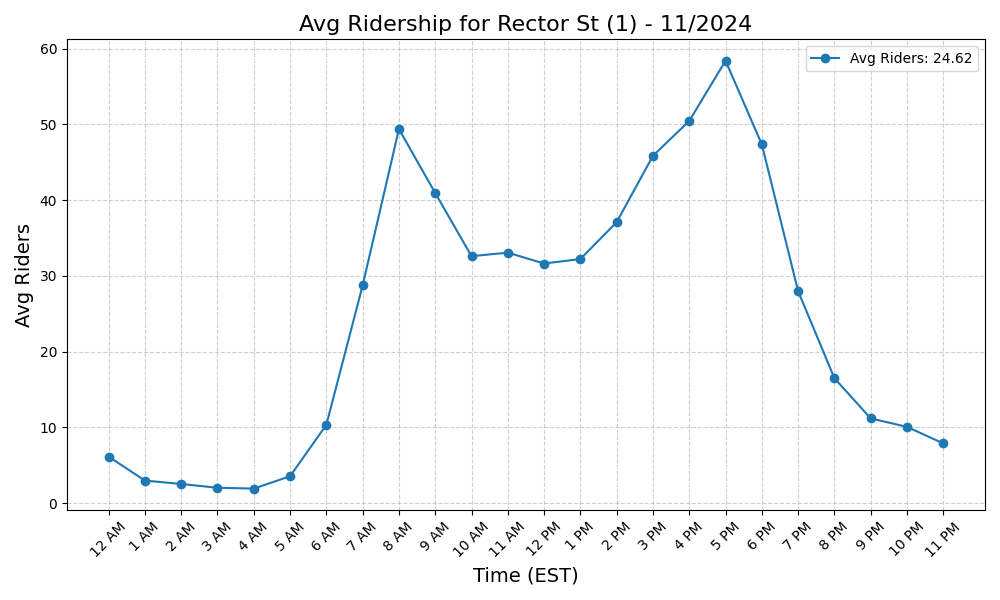 Avg Ridership for Rector St (1) - 11/2024
Avg Riders: 24.62
Avg Riders
60
50
40
30
20
10
0
12 AM
1 AM
2 AM
3 AM
4 AM
5 AM
6 AM
7 AM
8 AM
9 AM
10 AM
11 AM
12 PM
1 PM
2 PM
3 PM
4 PM
5 PM
6 PM
7 PM
8 PM
9 PM
10 PM
11 PM
Time (EST)